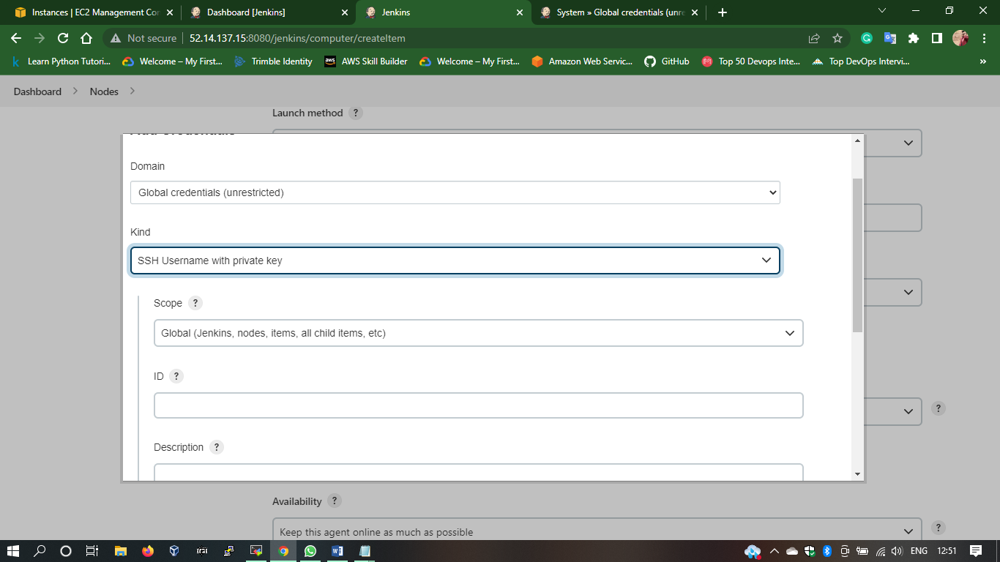 Instances | EC2 Management Con
Dashboard [Jenkins]
Jenkins
System » Global credentials (unre
Not secure
52.14.137.15:8080/jenkins/computer/createItem
Learn Python Tutori...
Welcome – My First...
Trimble Identity
aws
AWS Skill Builder
Welcome – My First...
Amazon Web Servic...
GitHub
Top 50 Devops Inte...
Top DevOps Intervi...
»
Dashboard
Nodes
Launch method ?
Add Credentials
Domain
Global credentials (unrestricted)
Kind
SSH Username with private key
Scope ?
Global (Jenkins, nodes, items, all child items, etc)
ID ?
?
Description ?
Availability ?
Keep this agent online as much as possible
?
ENG
12:51